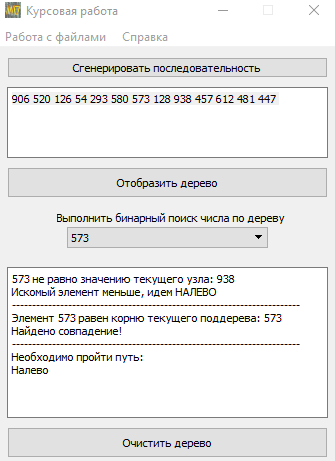 Курсовая работа
Работа с файлами Справка
Сгенерировать последовательность
906 520 126 54 293 580 573 128 938 457 612 481 447
Отобразить дерево
Выполнить бинарный поиск числа по дереву
573
573 не равно значению текущего узла: 938
Искомый элемент меньше, идем НАЛЕВО
Элемент 573 равен корню текущего поддерева: 573
Найдено совпадение!
Необходимо пройти путь:
Налево
Очистить дерево